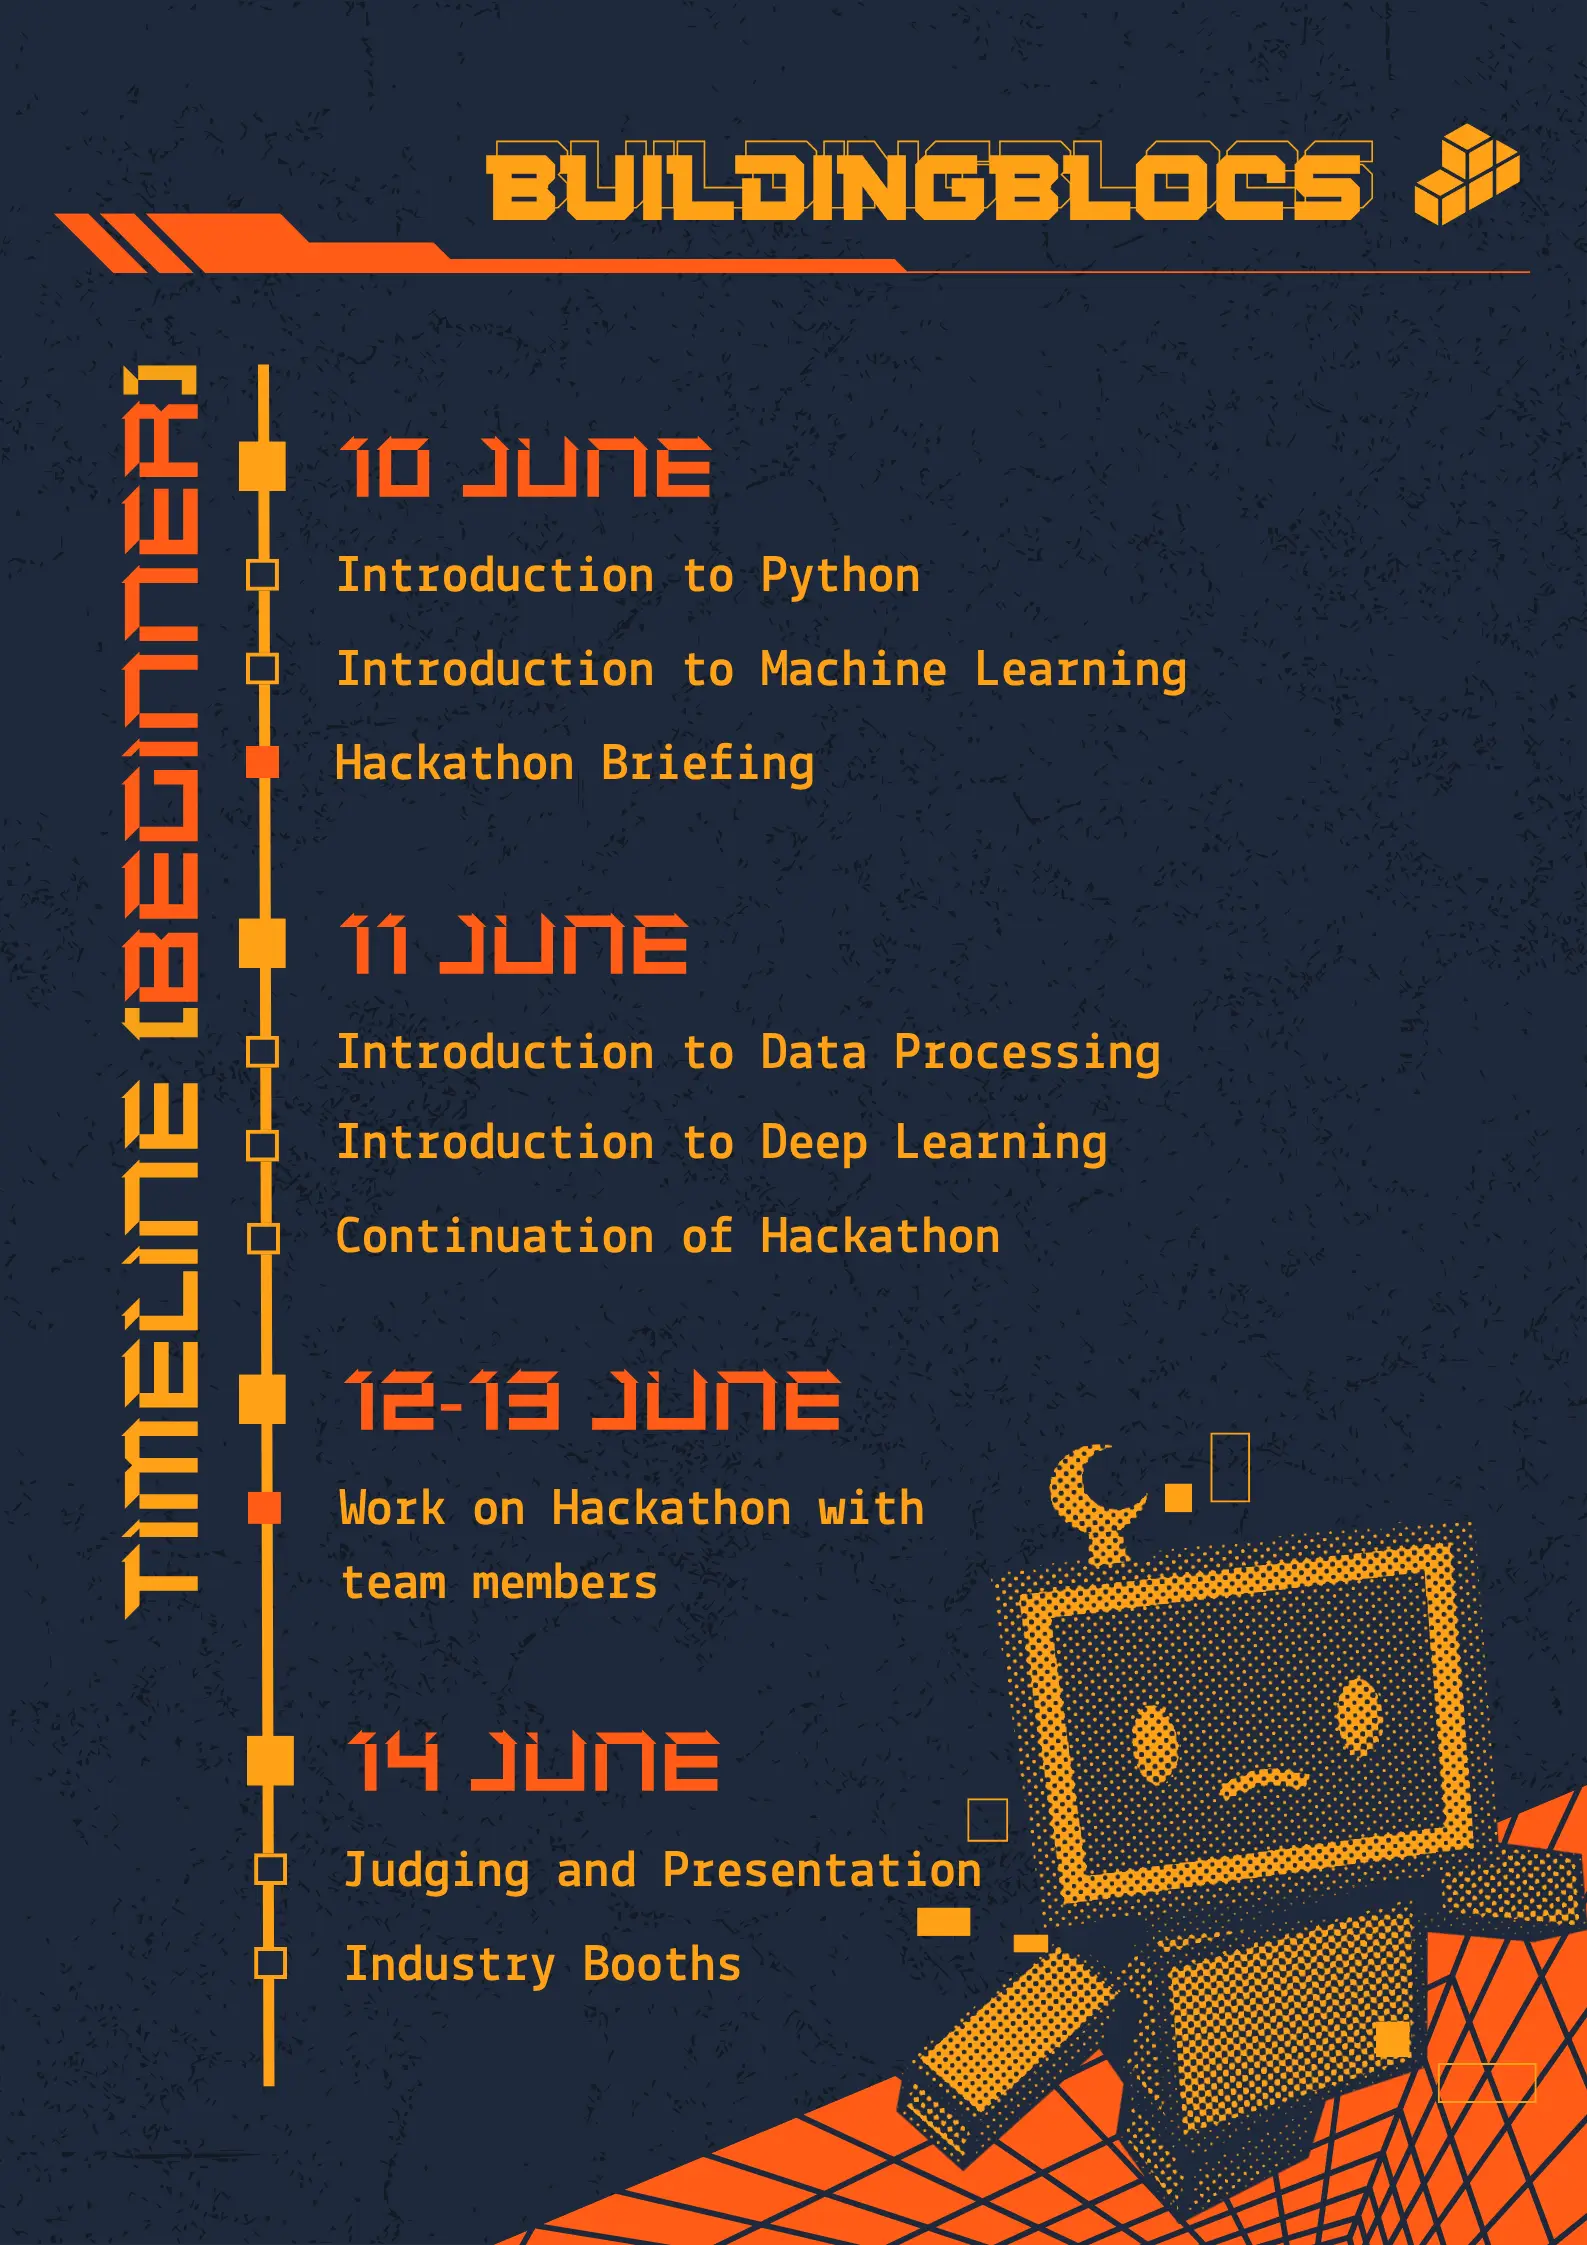 BUILDINGBLOCS
TIMELINE (BEGINNER)
10 JUNE
Introduction to Python
Introduction to Machine Learning
Hackathon Briefing
11 JUNE
Introduction to Data Processing
Introduction to Deep Learning
Continuation of Hackathon
12-13 JUNE
Work on Hackathon with
team members
14 JUNE
Judging and Presentation
Industry Booths